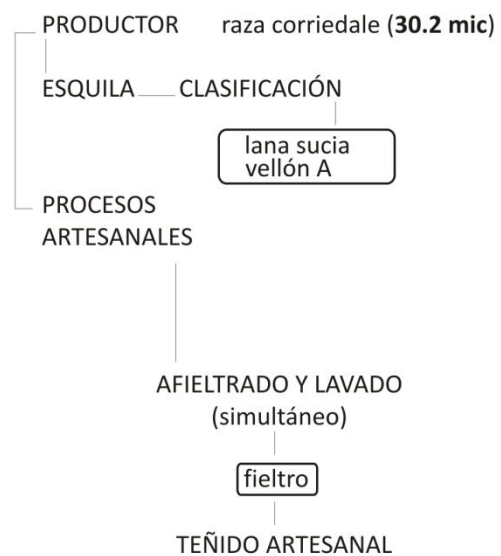 PRODUCTOR raza corriedale (30.2 mic)
ESQUILA CLASIFICACIÓN
lana sucia
vellón A
PROCESOS
ARTESANALES
AFIELTRADO Y LAVADO
(simultáneo)
fieltro
TEÑIDO ARTESANAL